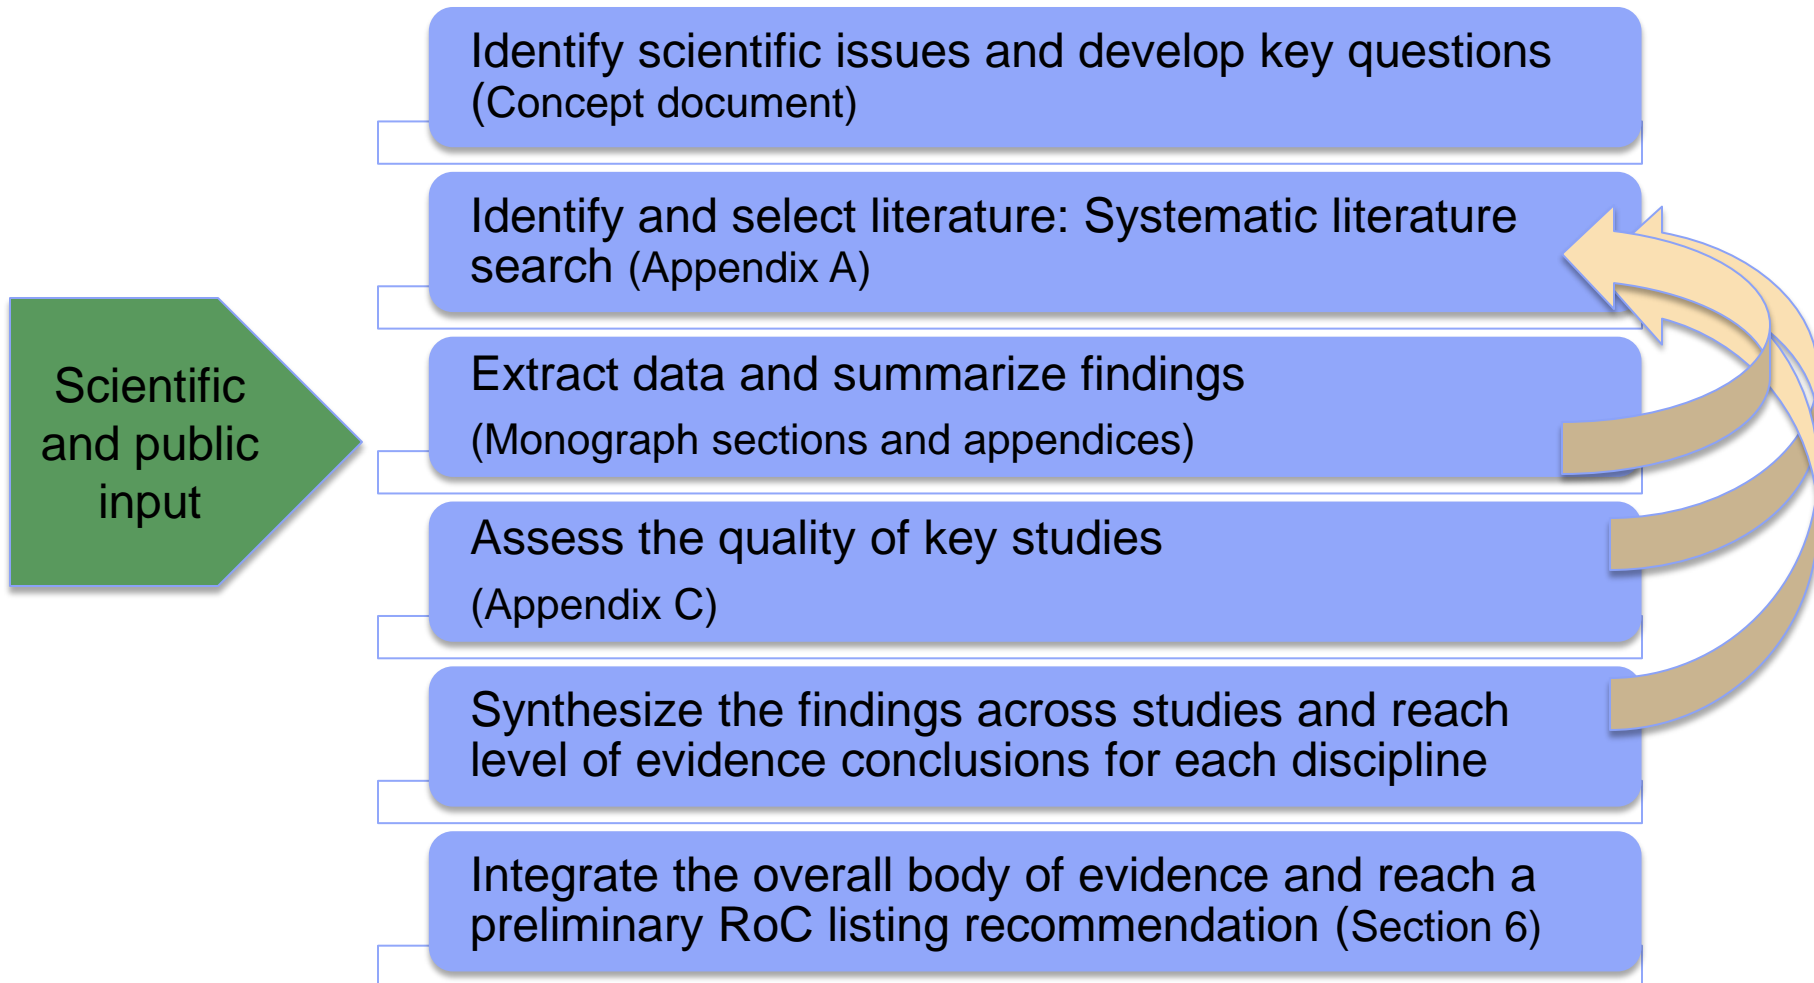 Identify scientific issues and develop key questions
(Concept document)
Identify and select literature: Systematic literature
search (Appendix A)
Scientific
and public
input
Extract data and summarize findings
(Monograph sections and appendices)
Assess the quality of key studies
(Appendix C)
Synthesize the findings across studies and reach
level of evidence conclusions for each discipline
Integrate the overall body of evidence and reach a
preliminary RoC listing recommendation (Section 6)